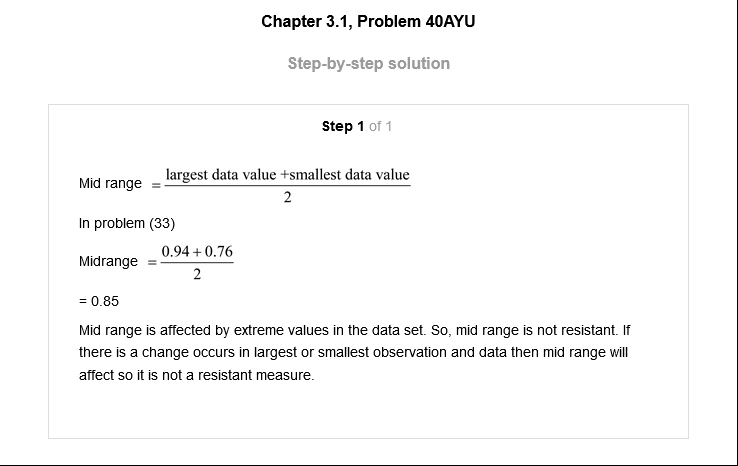 Chapter 3.1, Problem 40AYU
Step-by-step solution
Step 1 of 1
Mid range = largest data value +smallest data value / 2
In problem (33)
Midrange = 0.94 + 0.76 / 2
= 0.85
Mid range is affected by extreme values in the data set. So, mid range is not resistant. If
there is a change occurs in largest or smallest observation and data then mid range will
affect so it is not a resistant measure.